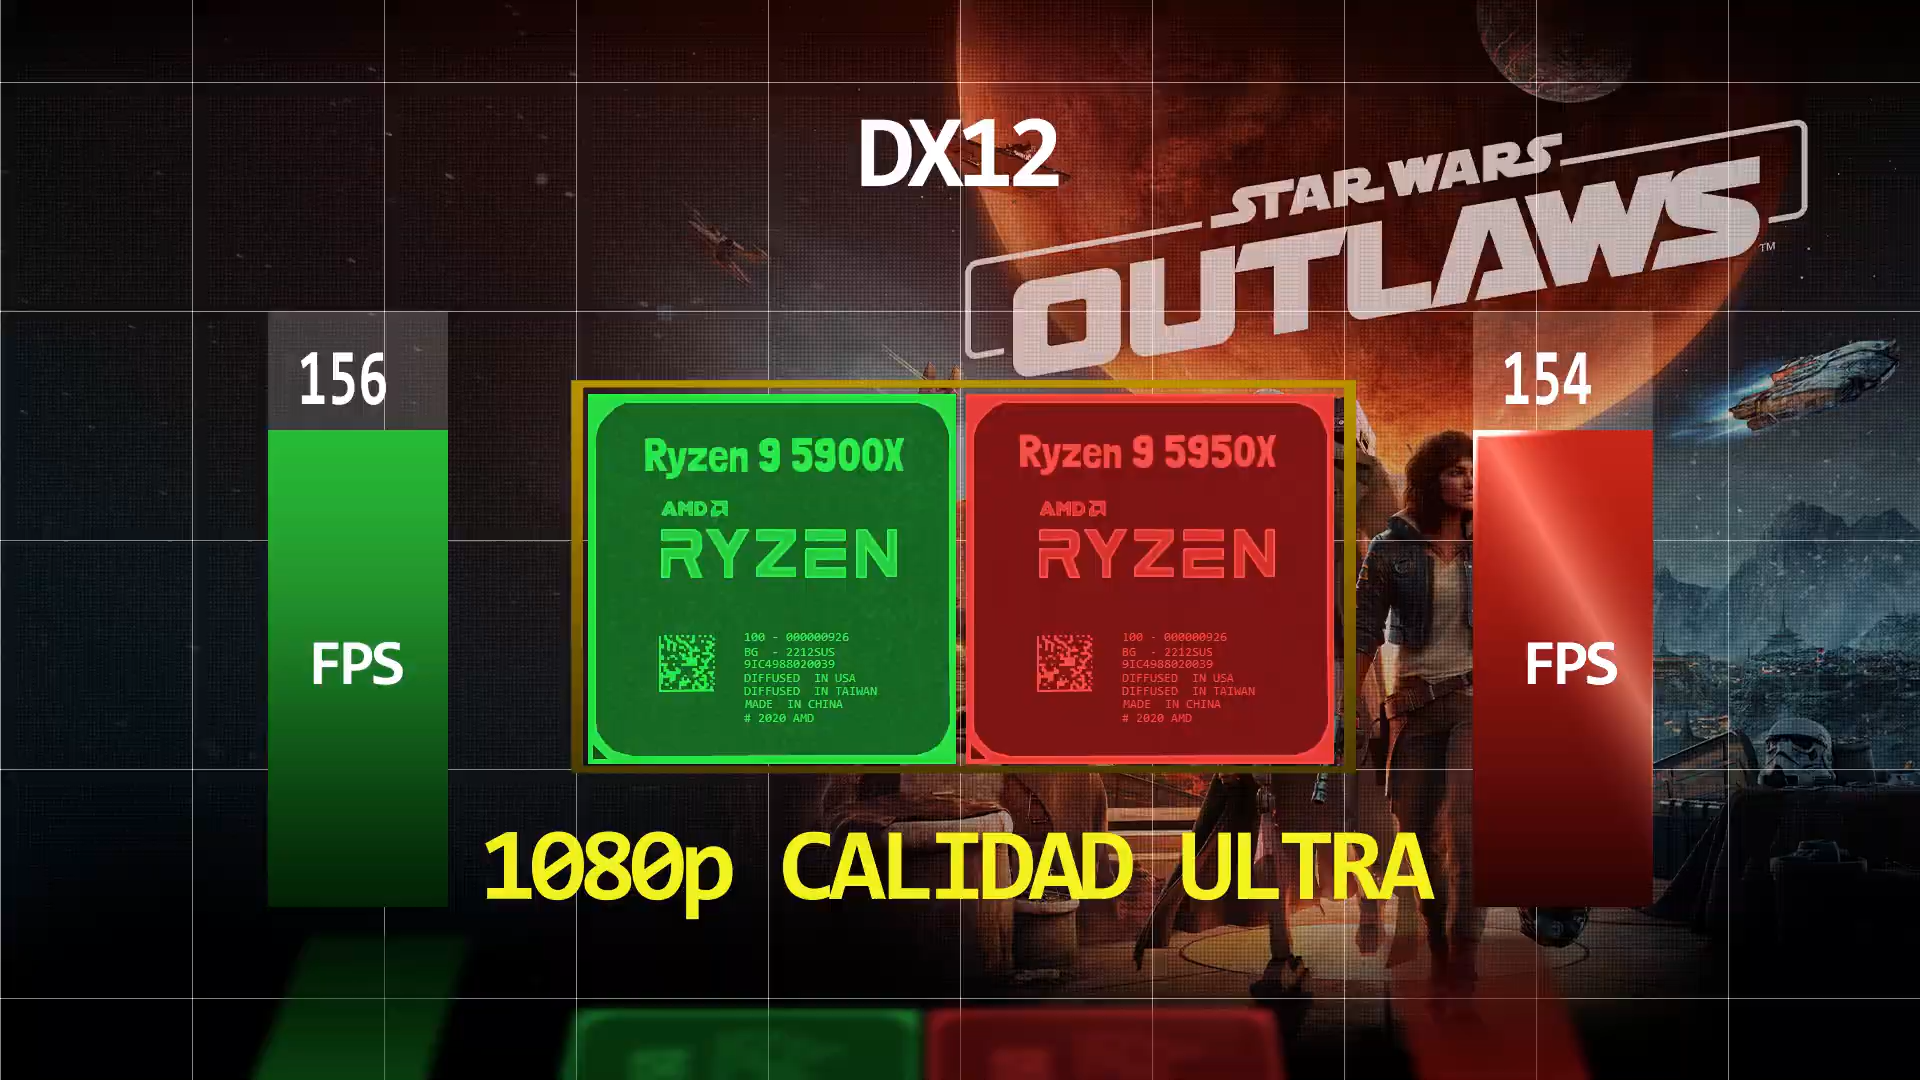 DX12
STAR WARS
OUTLAWS™
156
154
Ryzen 9 5900X
AMD
RYZEN
100 - 000000926
BG - 2212SUS
9IC4988020039
DIFFUSED IN USA
DIFFUSED IN TAIWAN
MADE IN CHINA
# 2020 AMD
Ryzen 9 5950X
AMD
RYZEN
100 - 000000926
BG - 2212SUS
9IC4988020039
DIFFUSED IN USA
DIFFUSED IN TAIWAN
MADE IN CHINA
# 2020 AMD
FPS
FPS
1080p CALIDAD ULTRA